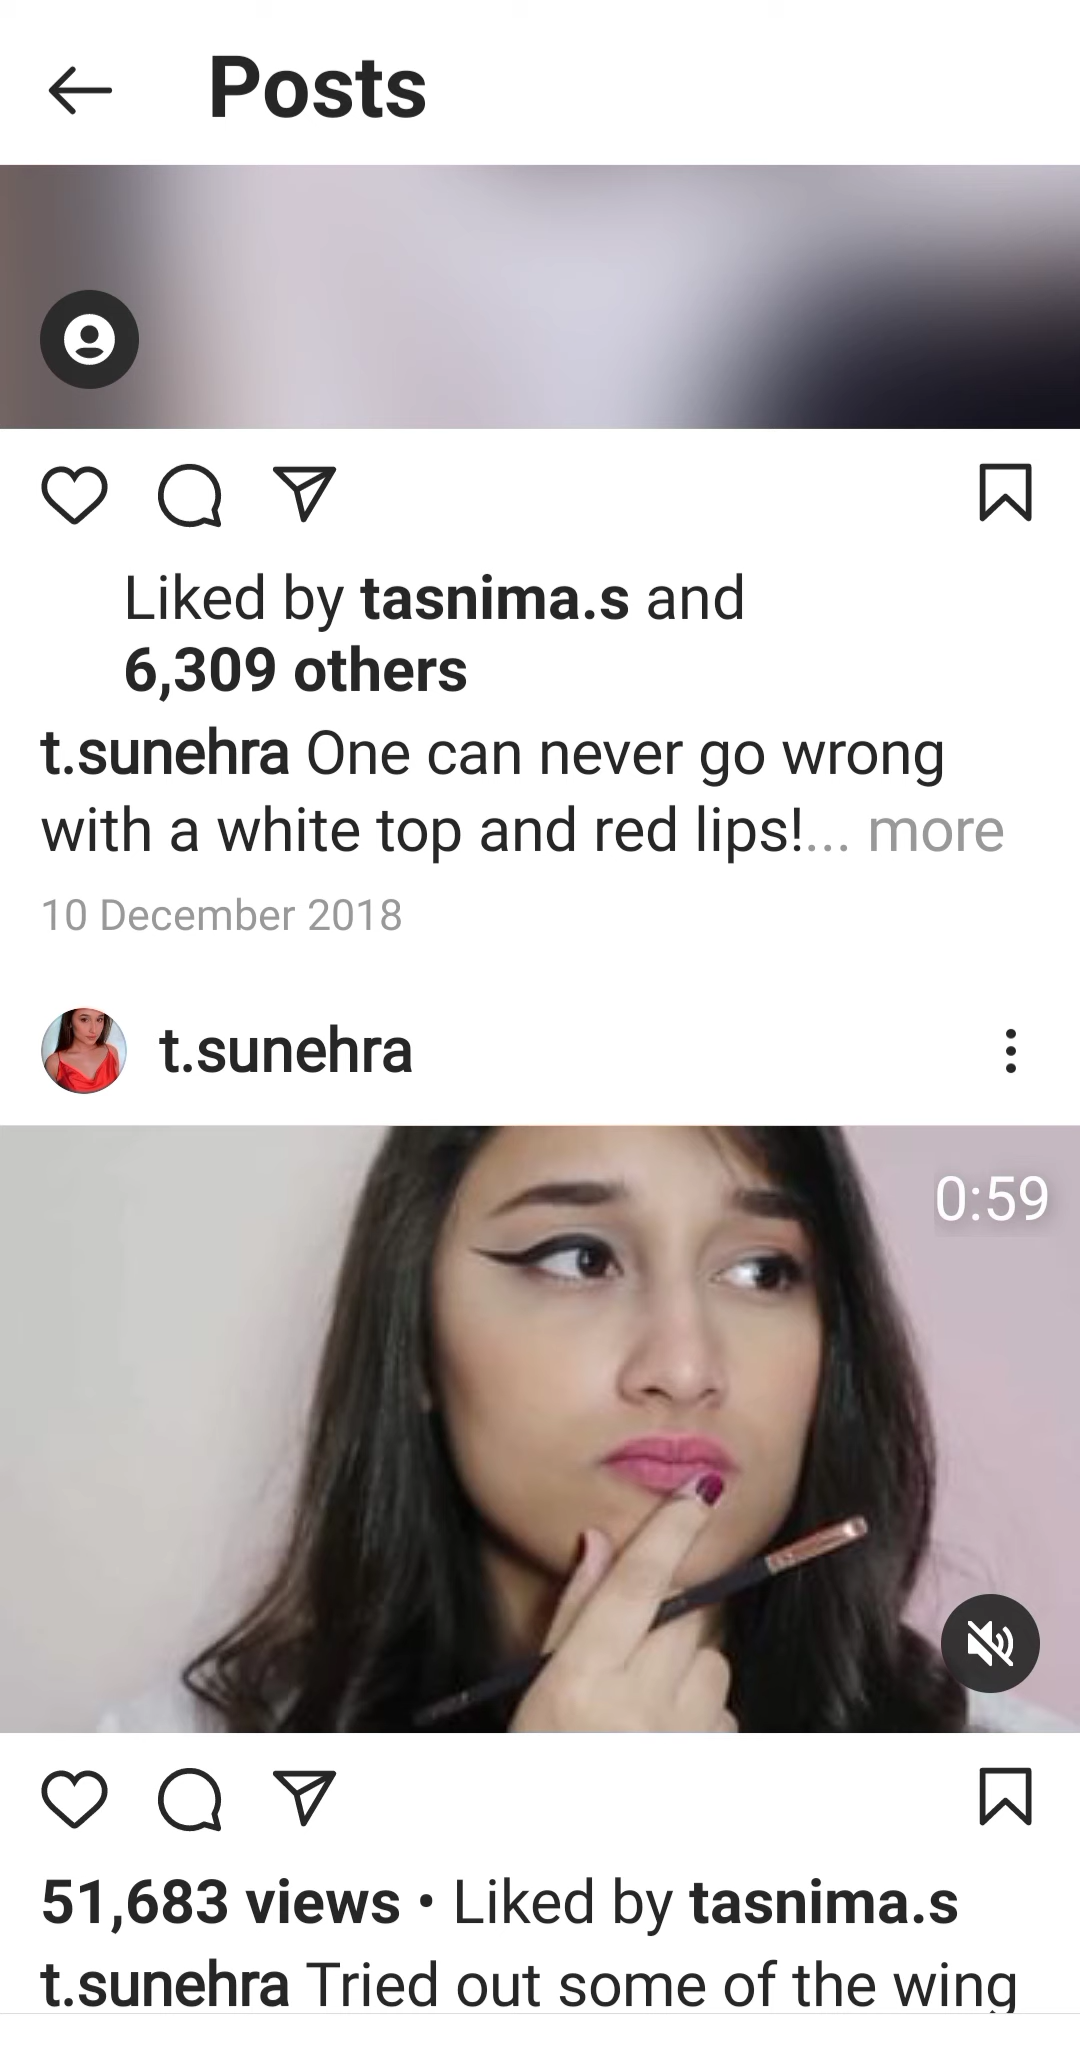 Posts
Liked by tasnima.s and
6,309 others
t.sunehra One can never go wrong
with a white top and red lips!... more
10 December 2018
t.sunehra
0:59
51,683 views • Liked by tasnima.s
t.sunehra Tried out some of the wing